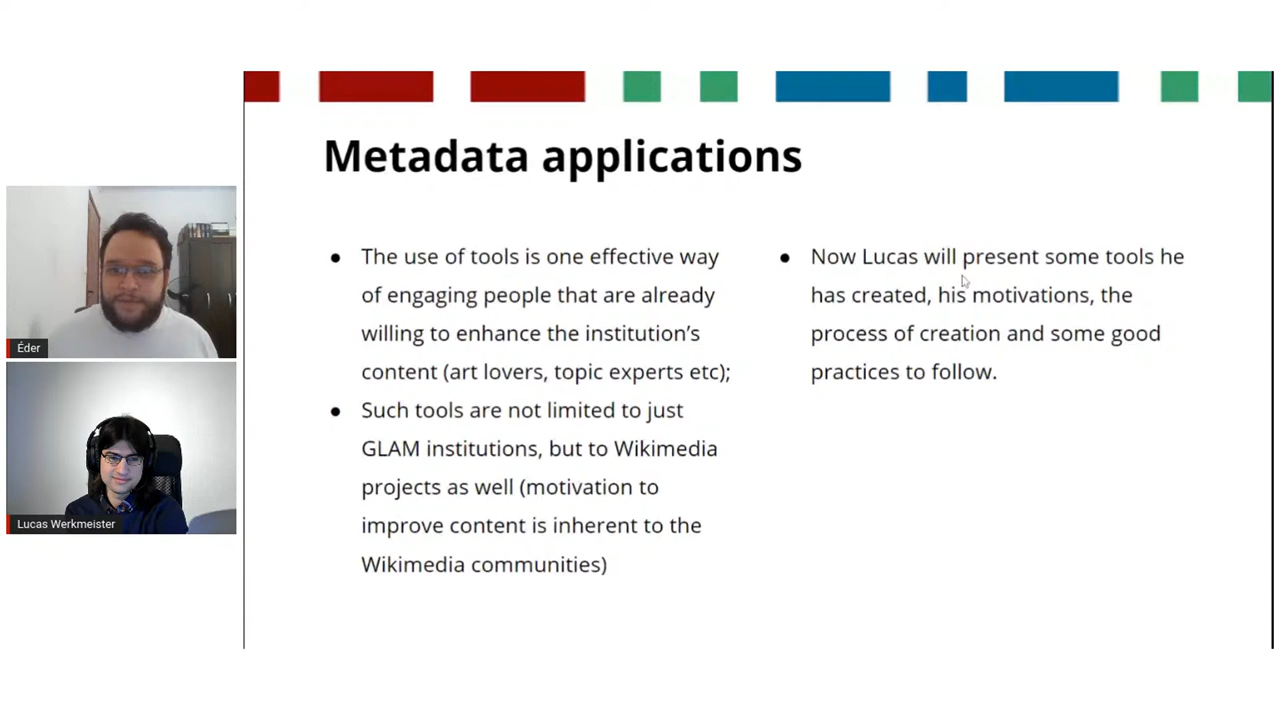 Metadata applications
● The use of tools is one effective way
of engaging people that are already
willing to enhance the institution’s
content (art lovers, topic experts etc);
● Such tools are not limited to just
GLAM institutions, but to Wikimedia
projects as well (motivation to
improve content is inherent to the
Wikimedia communities)
● Now Lucas will present some tools he
has created, his motivations, the
process of creation and some good
practices to follow.
Éder
Lucas Werkmeister